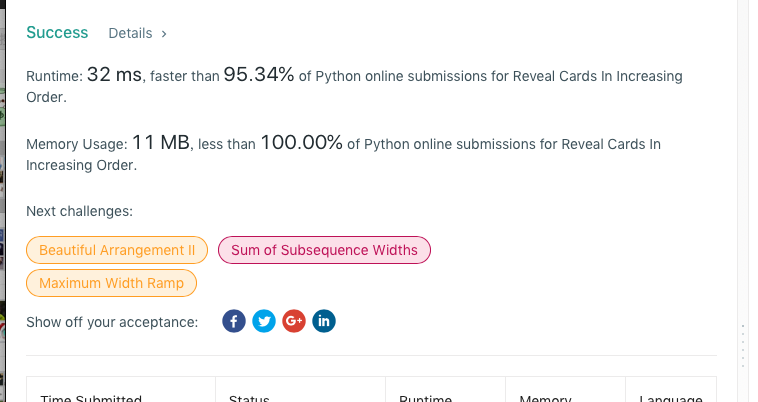 Success Details ›
Runtime: 32 ms, faster than 95.34% of Python online submissions for Reveal Cards In Increasing
Order.
Memory Usage: 11 MB, less than 100.00% of Python online submissions for Reveal Cards In
Increasing Order.
Next challenges:
Beautiful Arrangement II Sum of Subsequence Widths
Maximum Width Ramp
Show off your acceptance: f G+ in
Time Submitted Status Runtime Memory Language